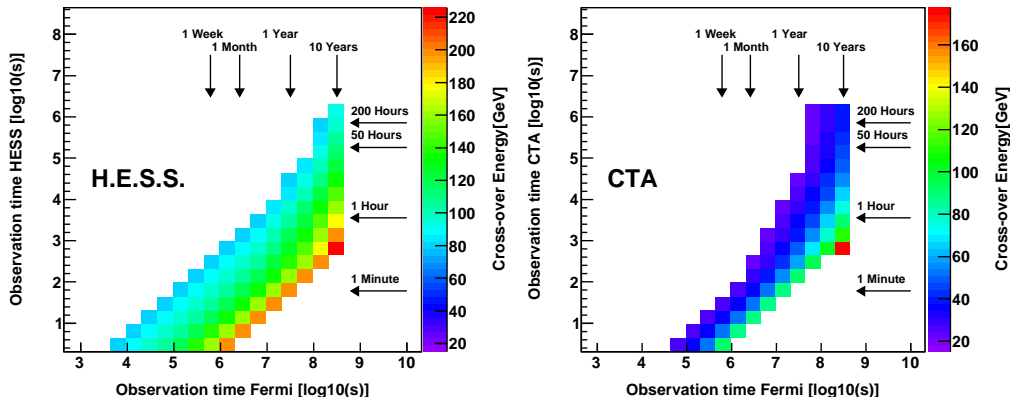 Observation time HESS [log10(s)]
8
7
6
5
4
3
2
1
1 Week
1 Month
1 Year
10 Years
200 Hours
50 Hours
H.E.S.S.
1 Hour
1 Minute
3 4 5 6 7 8 9 10
Observation time Fermi [log10(s)]
220
200
180
160
140
120
100
80
60
40
20
Cross-over Energy[GeV]
Observation time CTA [log10(s)]
8
7
6
5
4
3
2
1
1 Week
1 Month
1 Year
10 Years
200 Hours
50 Hours
CTA
1 Hour
1 Minute
3 4 5 6 7 8 9 10
Observation time Fermi [log10(s)]
160
140
120
100
80
60
40
20
Cross-over Energy[GeV]